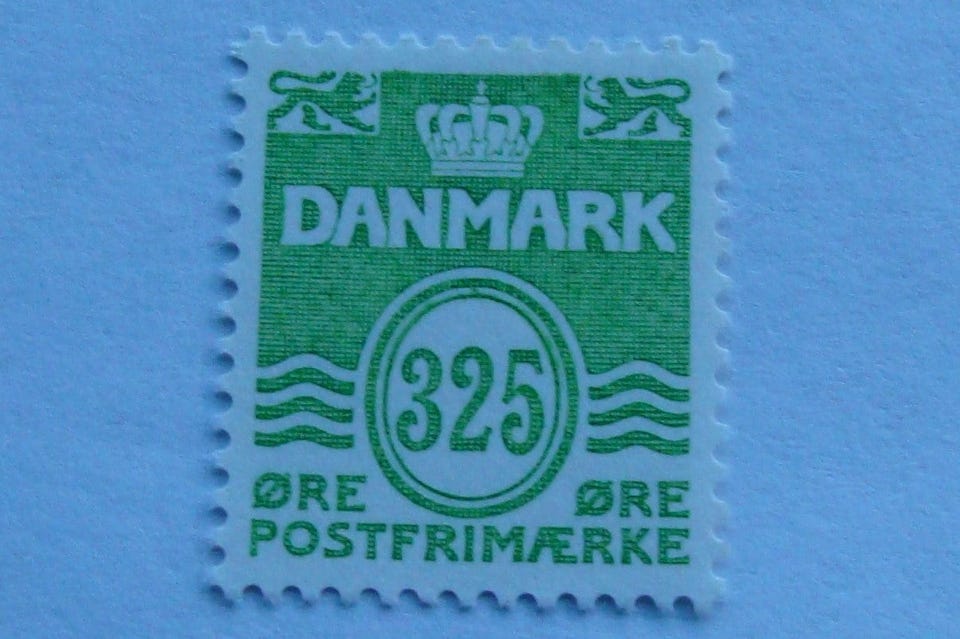 DANMARK
325
ØRE ØRE
POSTFRIMÆRKE